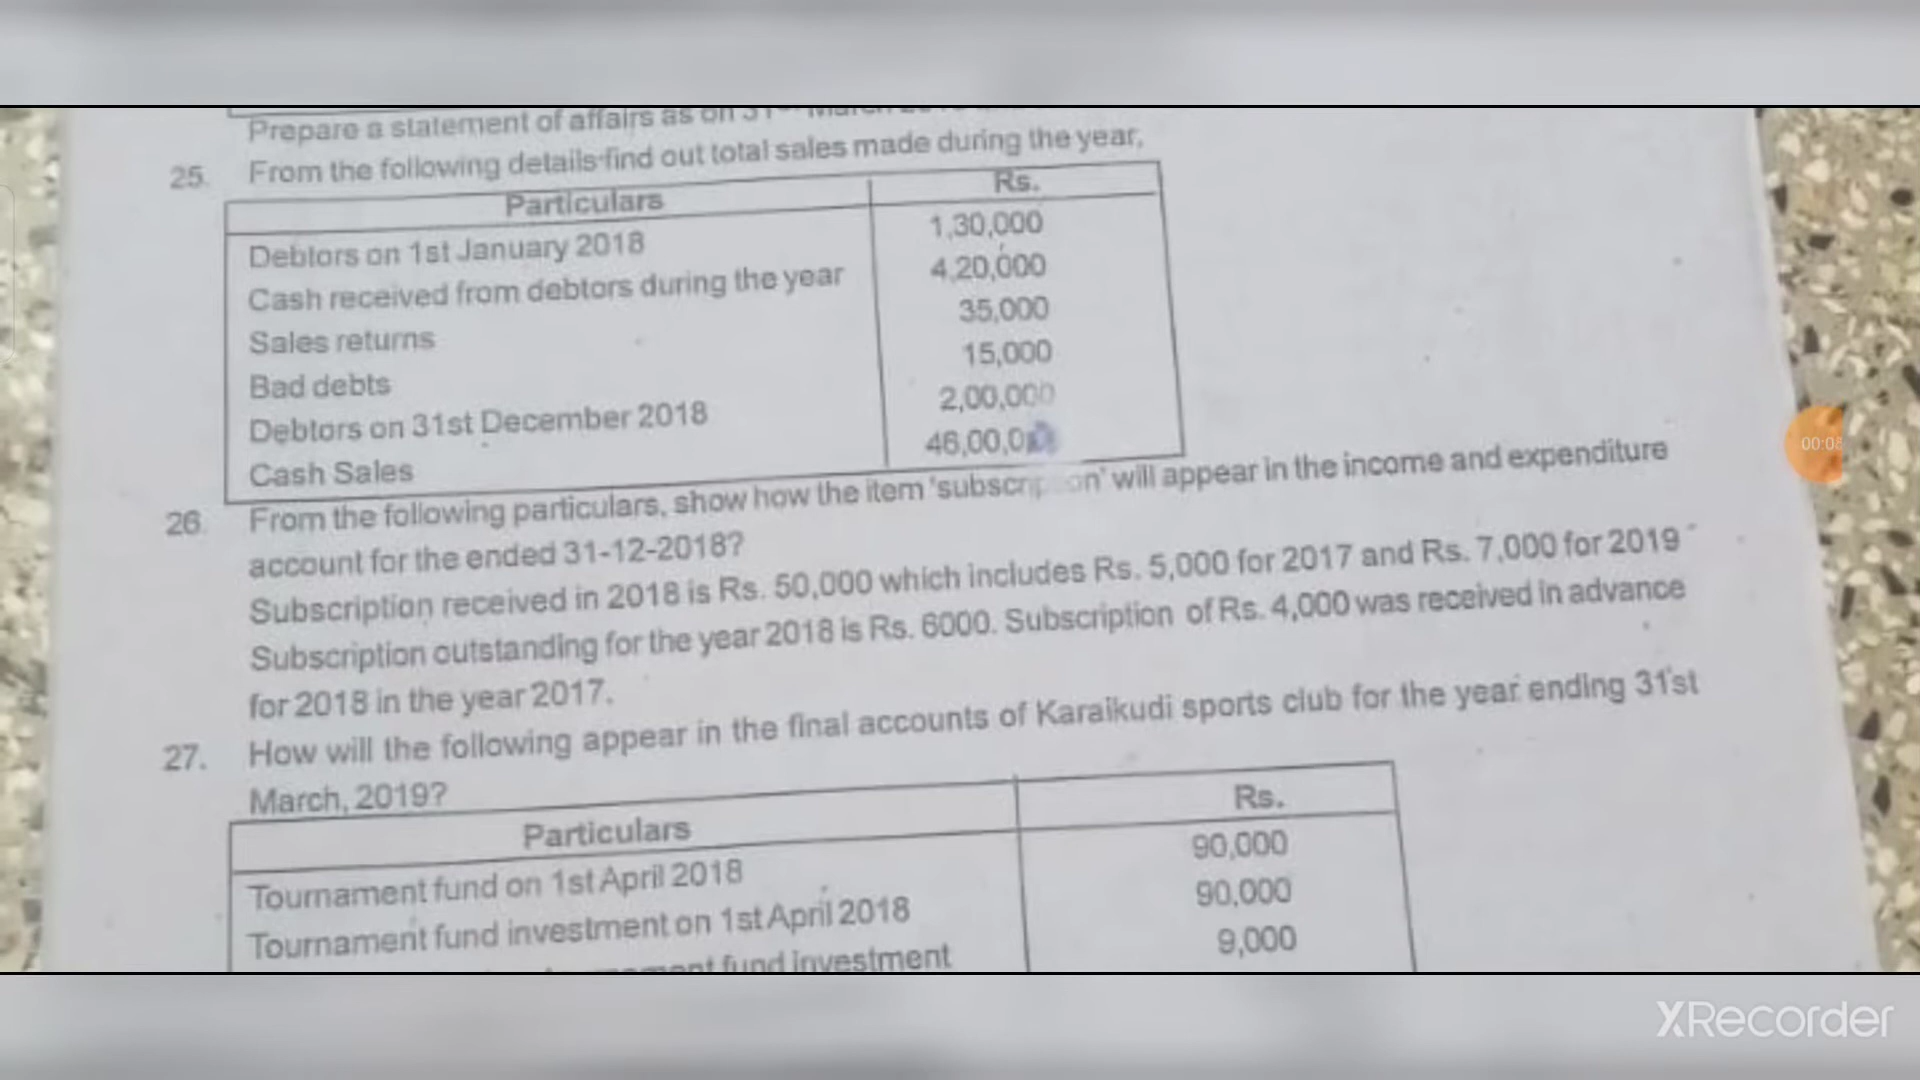 Prepare a statement of affairs as on 31
25. From the following details find out total sales made during the year,
Particulars Rs.
Debtors on 1st January 2018 1,30,000
Cash received from debtors during the year 4,20,000
Sales returns 35,000
Bad debts 15,000
Debtors on 31st December 2018 2,00,000
Cash Sales
26. From the following particulars, show how the item 'subscription' will appear in the income and expenditure
account for the ended 31-12-2018?
Subscription received in 2018 is Rs. 50,000 which includes Rs. 5,000 for 2017 and Rs. 7,000 for 2019
Subscription outstanding for the year 2018 is Rs. 6000. Subscription of Rs. 4,000 was received in advance
for 2018 in the year 2017.
27. How will the following appear in the final accounts of Karaikudi sports club for the year ending 31'st
March, 2019?
Particulars Rs.
Tournament fund on 1st April 2018 90,000
Tournament fund investment on 1st April 2018 90,000
fund investment 9,000
00:08
XRecorder